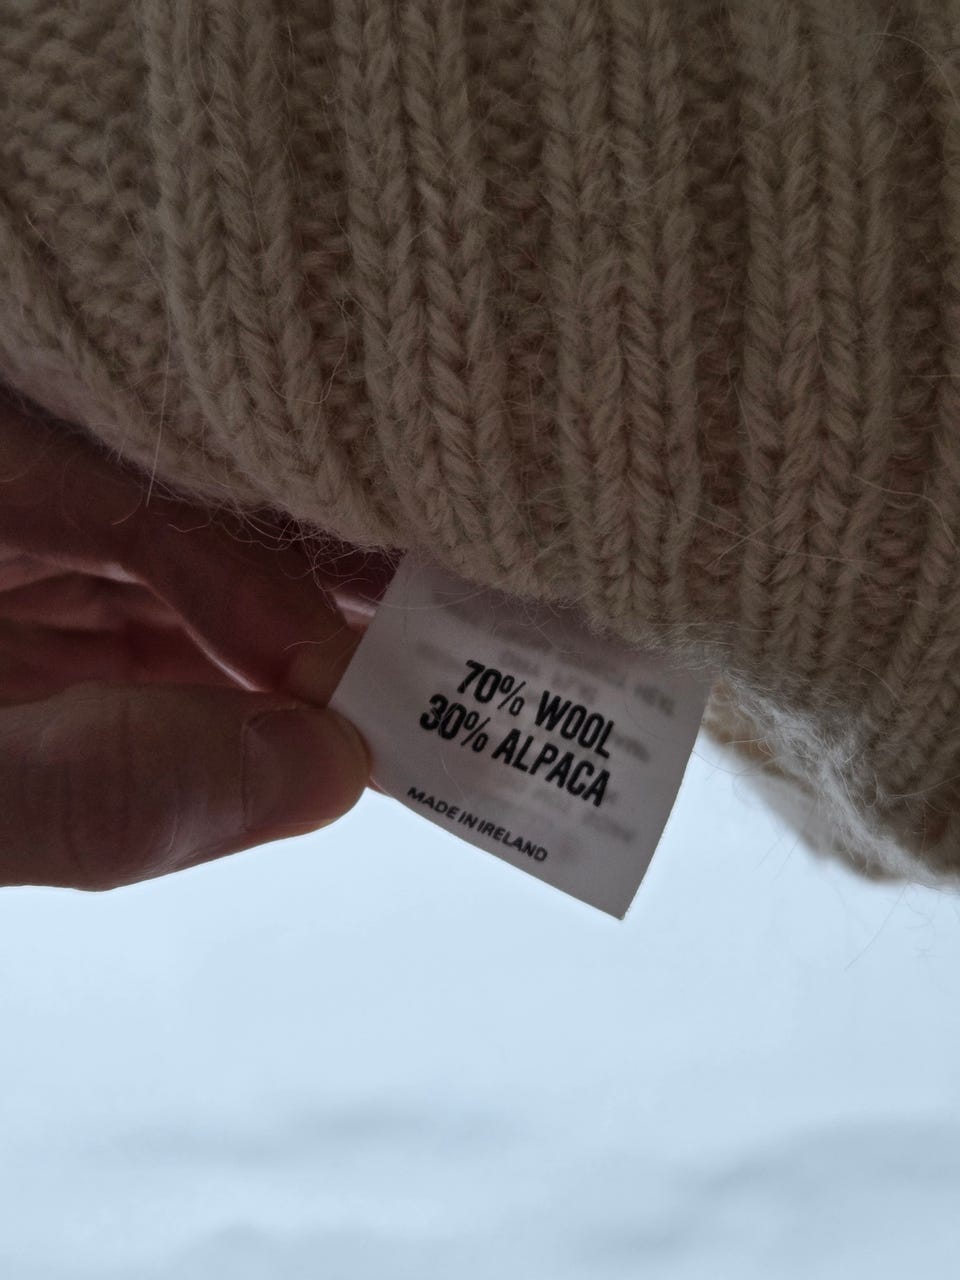 70% WOOL
30% ALPACA
MADE IN IRELAND